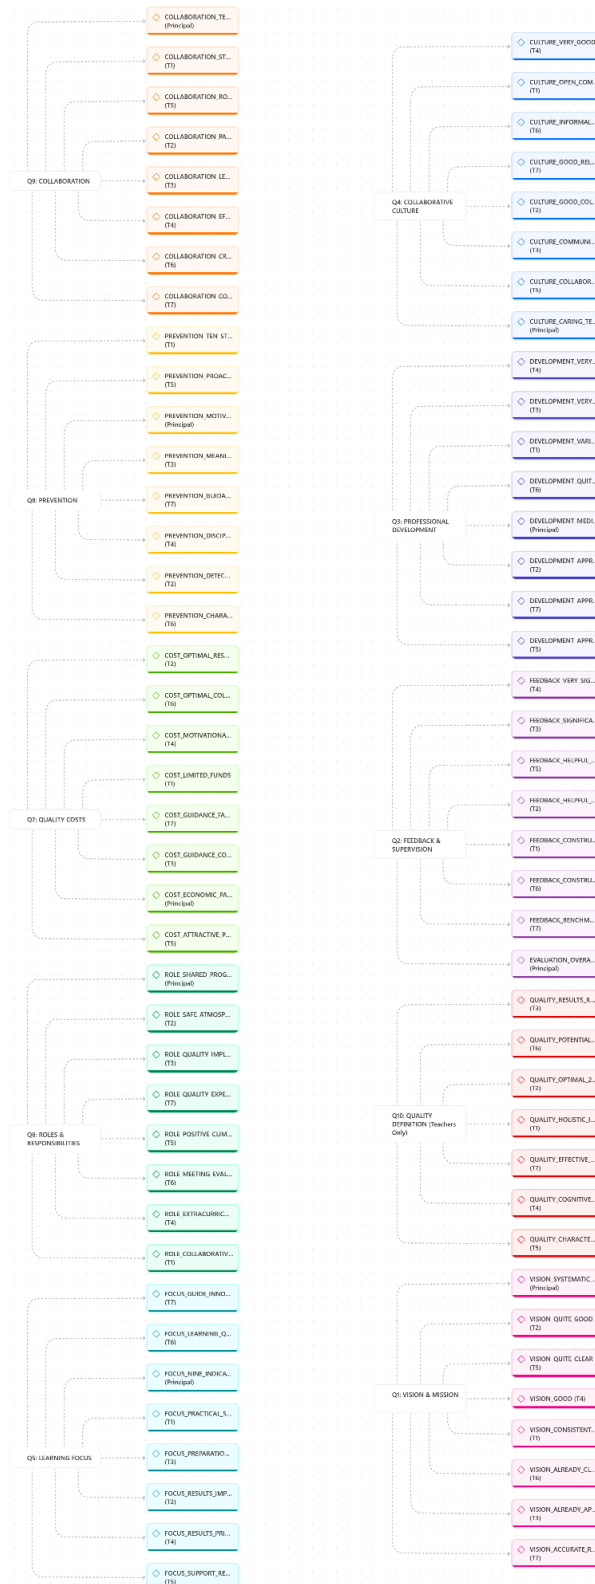 COLLABORATION_TE...
(Principal)
COLLABORATION_ST...
(T1)
COLLABORATION_RO...
(T5)
COLLABORATION_PA...
(T2)
Q9: COLLABORATION
COLLABORATION_LE...
(T3)
COLLABORATION_EF...
(T4)
COLLABORATION_CR...
(T6)
COLLABORATION_CO...
(T7)
PREVENTION_TEN_ST...
(T1)
PREVENTION_PROAC...
(T5)
PREVENTION_MOTIV...
(Principal)
PREVENTION_MEANI...
(T3)
Q8: PREVENTION
PREVENTION_GUIDA...
(T7)
PREVENTION_DISCIP...
(T4)
PREVENTION_DETEC...
(T2)
PREVENTION_CHARA...
(T6)
COST_OPTIMAL_RES...
(T2)
COST_OPTIMAL_COL...
(T6)
COST_MOTIVATIONA...
(T4)
COST_LIMITED_FUNDS
(T1)
Q7: QUALITY COSTS
COST_GUIDANCE_FA...
(T7)
COST_GUIDANCE_CO...
(T3)
COST_ECONOMIC_PA...
(Principal)
COST_ATTRACTIVE_P...
(T5)
ROLE_SHARED_PROG...
(Principal)
ROLE_SAFE_ATMOSP...
(T2)
ROLE_QUALITY_IMPL...
(T3)
ROLE_QUALITY_EXPE...
(T7)
Q6: ROLES &
RESPONSIBILITIES
ROLE_POSITIVE_CLIM...
(T5)
ROLE_MEETING_EVAL...
(T6)
ROLE_EXTRACURRIC...
(T4)
ROLE_COLLABORATIV...
(T1)
FOCUS_GUIDE_INNO...
(T7)
FOCUS_LEARNING_Q...
(T6)
FOCUS_NINE_INDICA...
(Principal)
FOCUS_PRACTICAL_S...
(T1)
Q5: LEARNING FOCUS
FOCUS_PREPARATIO...
(T3)
FOCUS_RESULTS_IMP...
(T2)
FOCUS_RESULTS_PRI...
(T4)
FOCUS_SUPPORT_RE...
(T5)
CULTURE_VERY_GOOD
(T4)
CULTURE_OPEN_COM...
(T1)
CULTURE_INFORMAL...
(T6)
CULTURE_GOOD_REL...
(T7)
Q4: COLLABORATIVE
CULTURE
CULTURE_GOOD_COL...
(T2)
CULTURE_COMMUNI...
(T3)
CULTURE_COLLABOR...
(T5)
CULTURE_CARING_TE...
(Principal)
DEVELOPMENT_VERY...
(T4)
DEVELOPMENT_VERY...
(T3)
DEVELOPMENT_VARI...
(T1)
DEVELOPMENT_QUIT...
(T6)
Q3: PROFESSIONAL
DEVELOPMENT
DEVELOPMENT_MEDI...
(Principal)
DEVELOPMENT_APPR...
(T2)
DEVELOPMENT_APPR...
(T7)
DEVELOPMENT_APPR...
(T5)
FEEDBACK_VERY_SIG...
(T4)
FEEDBACK_SIGNIFICA...
(T3)
FEEDBACK_HELPFUL_...
(T5)
FEEDBACK_HELPFUL_...
(T2)
Q2: FEEDBACK &
SUPERVISION
FEEDBACK_CONSTRU...
(T1)
FEEDBACK_CONSTRU...
(T6)
FEEDBACK_BENCHM...
(T7)
EVALUATION_OVERA...
(Principal)
QUALITY_RESULTS_R...
(T3)
QUALITY_POTENTIAL...
(T6)
QUALITY_OPTIMAL_2...
(T2)
Q10: QUALITY
DEFINITION (Teachers
Only)
QUALITY_HOLISTIC_I...
(T1)
QUALITY_EFFECTIVE_...
(T7)
QUALITY_COGNITIVE...
(T4)
QUALITY_CHARACTE...
(T5)
VISION_SYSTEMATIC_...
(Principal)
VISION_QUITE_GOOD
(T2)
VISION_QUITE_CLEAR
(T5)
Q1: VISION & MISSION
VISION_GOOD (T4)
VISION_CONSISTENT...
(T1)
VISION_ALREADY_CL...
(T6)
VISION_ALREADY_AP...
(T3)
VISION_ACCURATE_R...
(T7)